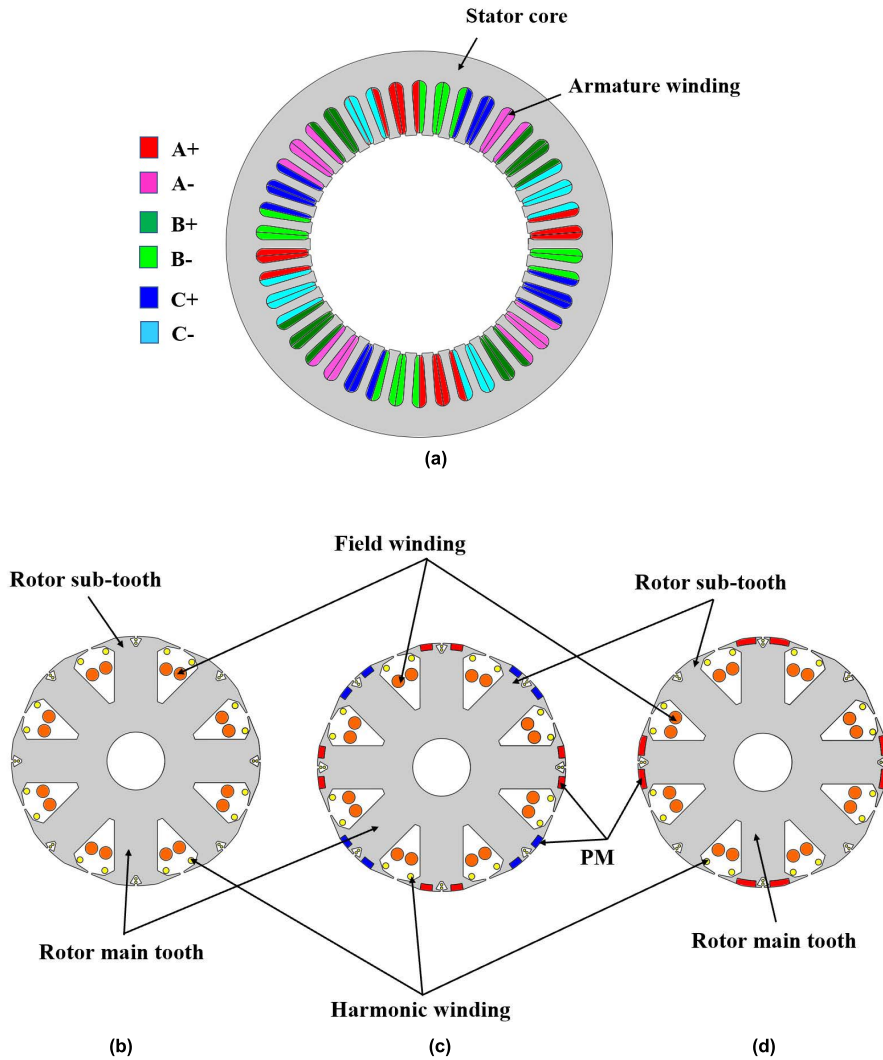 Stator core
Armature winding
A+
A-
B+
B-
C+
C-
(a)
Field winding
Rotor sub-tooth
Rotor sub-tooth
PM
Rotor main tooth
Rotor main tooth
Harmonic winding
(b)
(c)
(d)